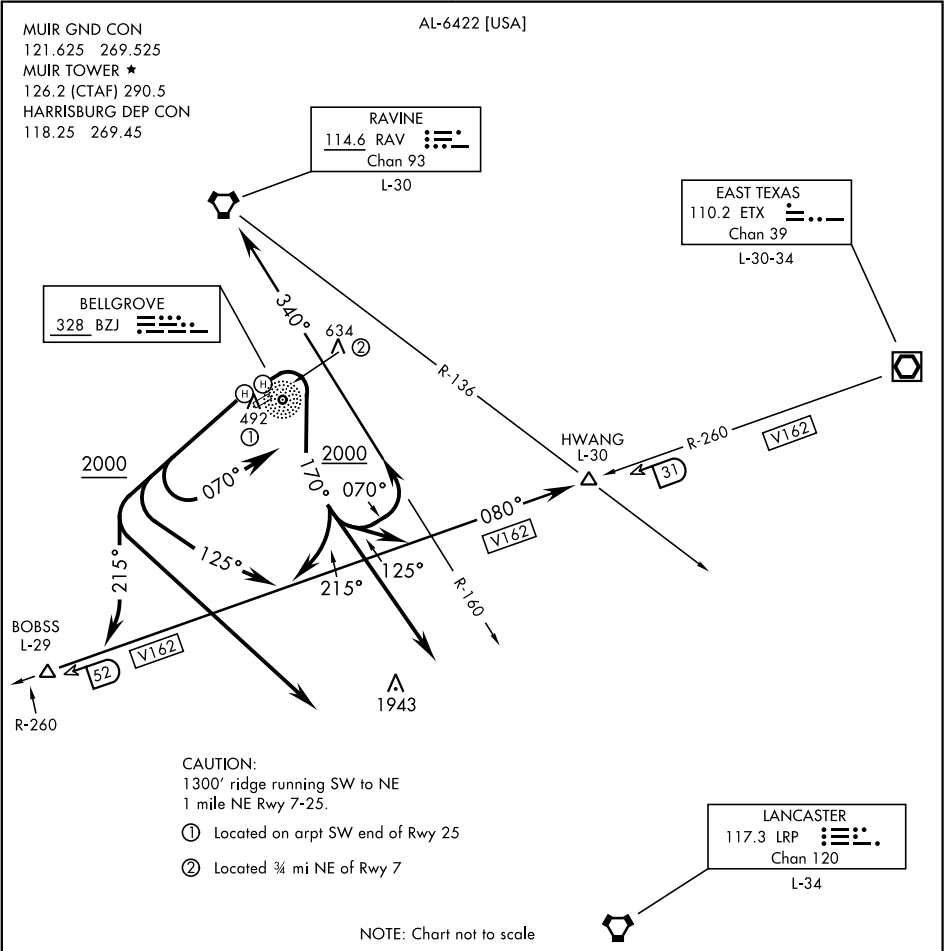 AL-6422 [USA]
MUIR GND CON
121.625 269.525
MUIR TOWER ★
126.2 (CTAF) 290.5
HARRISBURG DEP CON
118.25 269.45
RAVINE
114.6 RAV
Chan 93
L-30
EAST TEXAS
110.2 ETX
Chan 39
L-30-34
BELLGROVE
328 BZJ
340°
634
②
R-136
H
H
492
①
HWANG
L-30
R-260
V162
31
2000
070°
170°
2000
070°
080°
V162
125°
215°
125°
215°
R-160
BOBSS
L-29
52
V162
R-260
1943
CAUTION:
1300' ridge running SW to NE
1 mile NE Rwy 7-25.
① Located on arpt SW end of Rwy 25
② Located ¾ mi NE of Rwy 7
LANCASTER
117.3 LRP
Chan 120
L-34
NOTE: Chart not to scale